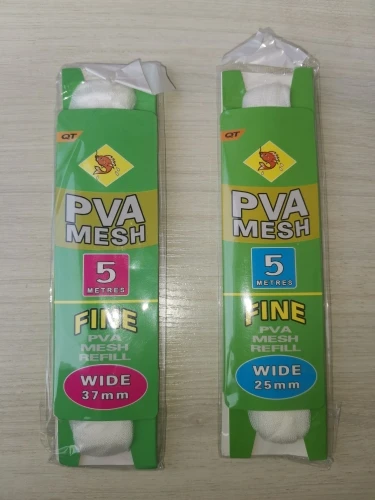 QT
PVA
MESH
5
METRES
FINE
PVA
MESH
REFILL
WIDE
37mm
QT
PVA
MESH
5
METRES
FINE
PVA
MESH
REFILL
WIDE
25mm